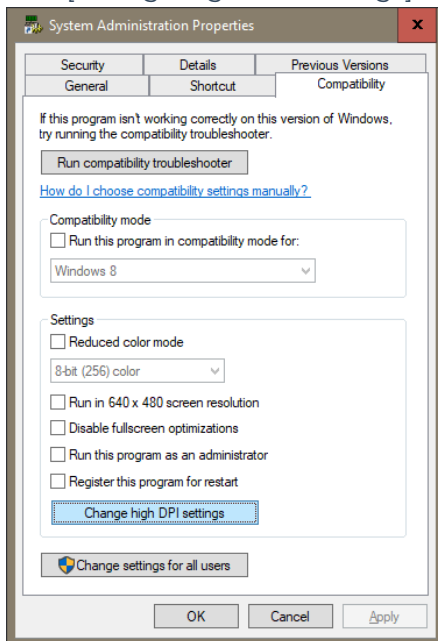 System Administration Properties
Security Details Previous Versions
General Shortcut Compatibility
If this program isn't working correctly on this version of Windows,
try running the compatibility troubleshooter.
Run compatibility troubleshooter
How do I choose compatibility settings manually?
Compatibility mode
Run this program in compatibility mode for:
Windows 8
Settings
Reduced color mode
8-bit (256) color
Run in 640 x 480 screen resolution
Disable fullscreen optimizations
Run this program as an administrator
Register this program for restart
Change high DPI settings
Change settings for all users
OK Cancel Apply